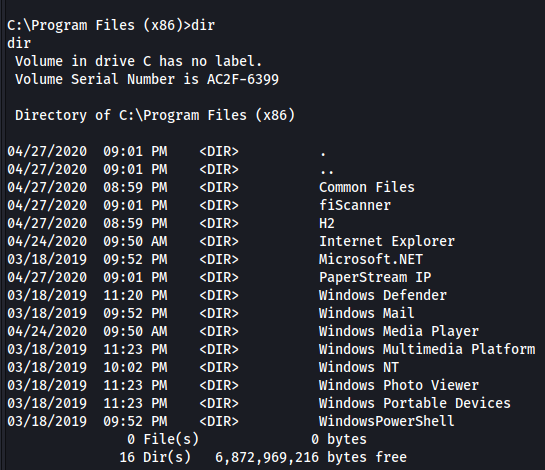 C:\Program Files (x86)>dir
dir
 Volume in drive C has no label.
 Volume Serial Number is AC2F-6399

 Directory of C:\Program Files (x86)

04/27/2020  09:01 PM    <DIR>          .
04/27/2020  09:01 PM    <DIR>          ..
04/27/2020  08:59 PM    <DIR>          Common Files
04/27/2020  09:01 PM    <DIR>          fiScanner
04/27/2020  08:59 PM    <DIR>          H2
04/24/2020  09:50 AM    <DIR>          Internet Explorer
03/18/2019  09:52 PM    <DIR>          Microsoft.NET
04/27/2020  09:01 PM    <DIR>          PaperStream IP
03/18/2019  11:20 PM    <DIR>          Windows Defender
03/18/2019  09:52 PM    <DIR>          Windows Mail
04/24/2020  09:50 AM    <DIR>          Windows Media Player
03/18/2019  11:23 PM    <DIR>          Windows Multimedia Platform
03/18/2019  10:02 PM    <DIR>          Windows NT
03/18/2019  11:23 PM    <DIR>          Windows Photo Viewer
03/18/2019  11:23 PM    <DIR>          Windows Portable Devices
03/18/2019  09:52 PM    <DIR>          WindowsPowerShell
               0 File(s)              0 bytes
              16 Dir(s)   6,872,969,216 bytes free